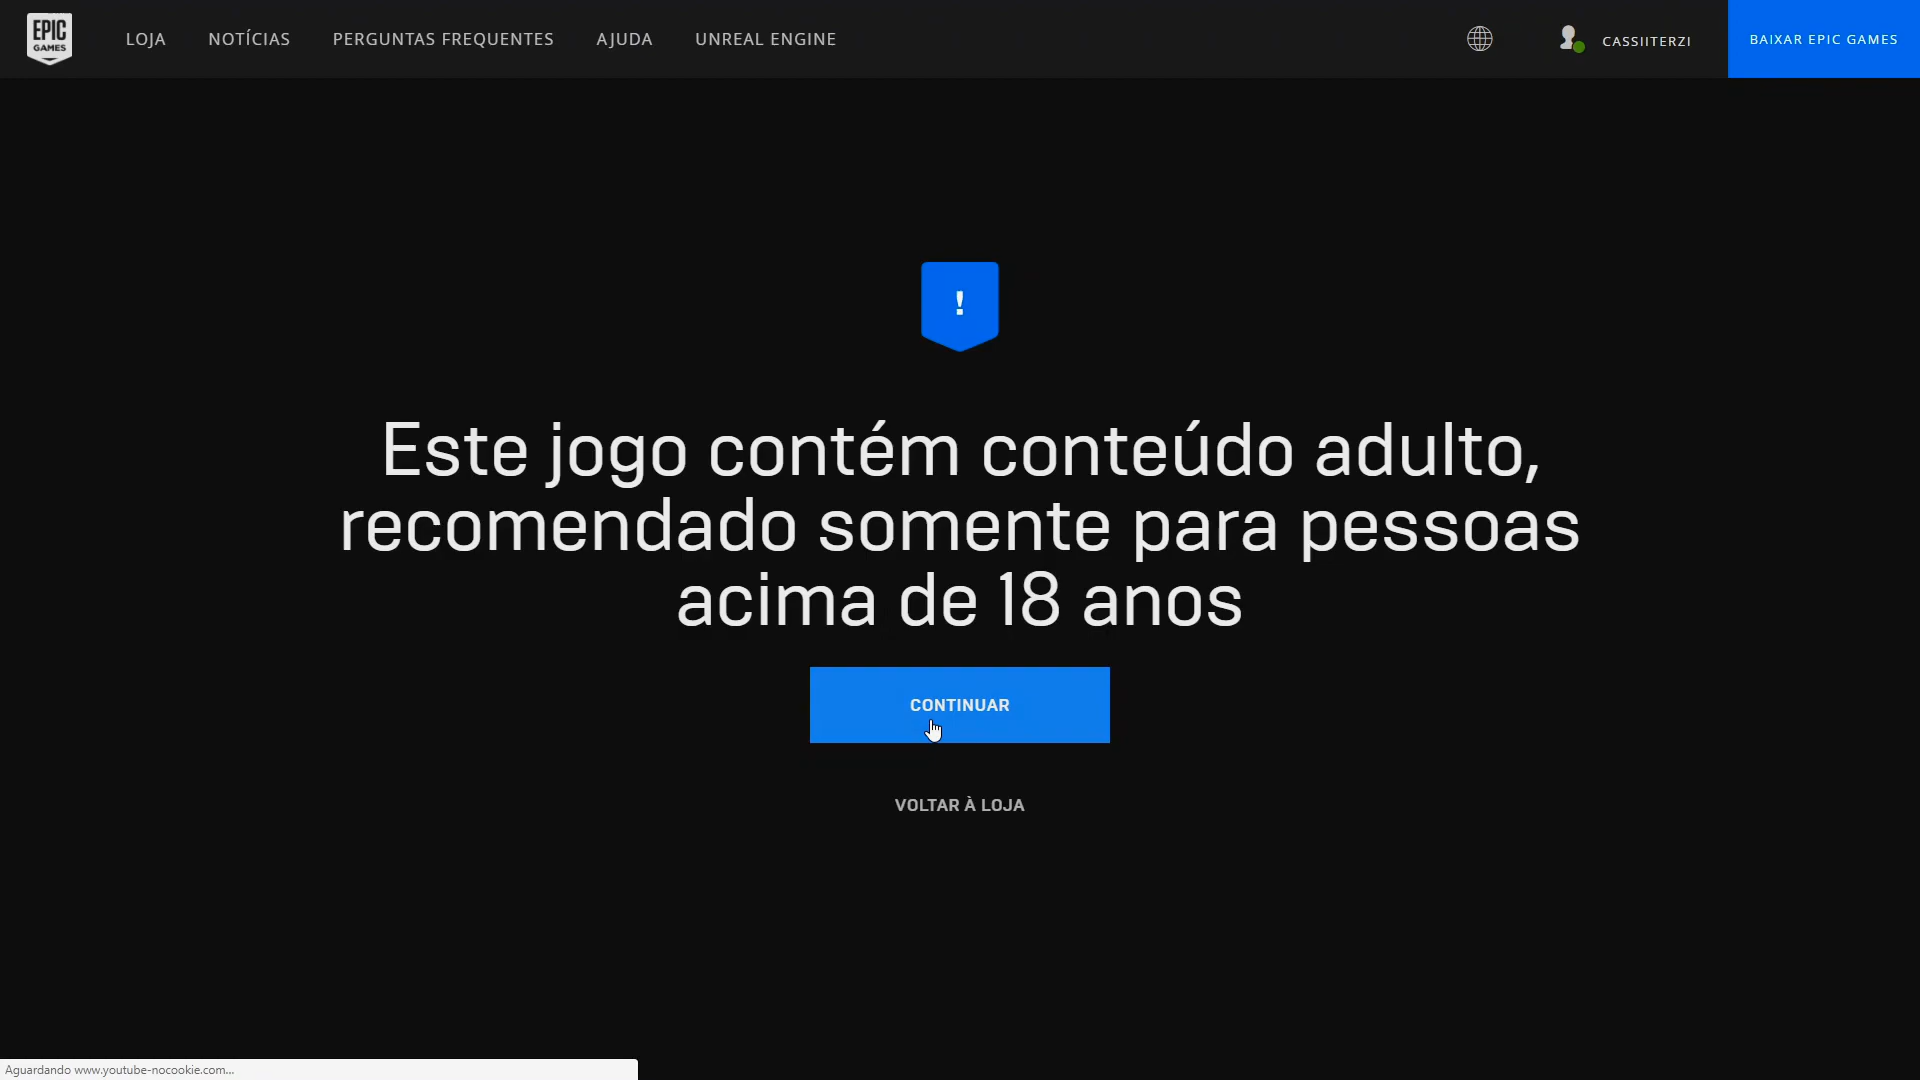 EPIC
GAMES
LOJA
NOTÍCIAS
PERGUNTAS FREQUENTES
AJUDA
UNREAL ENGINE
CASSIITERZI
BAIXAR EPIC GAMES
!
Este jogo contém conteúdo adulto,
recomendado somente para pessoas
acima de 18 anos
CONTINUAR
VOLTAR À LOJA
Aguardando www.youtube-nocookie.com...